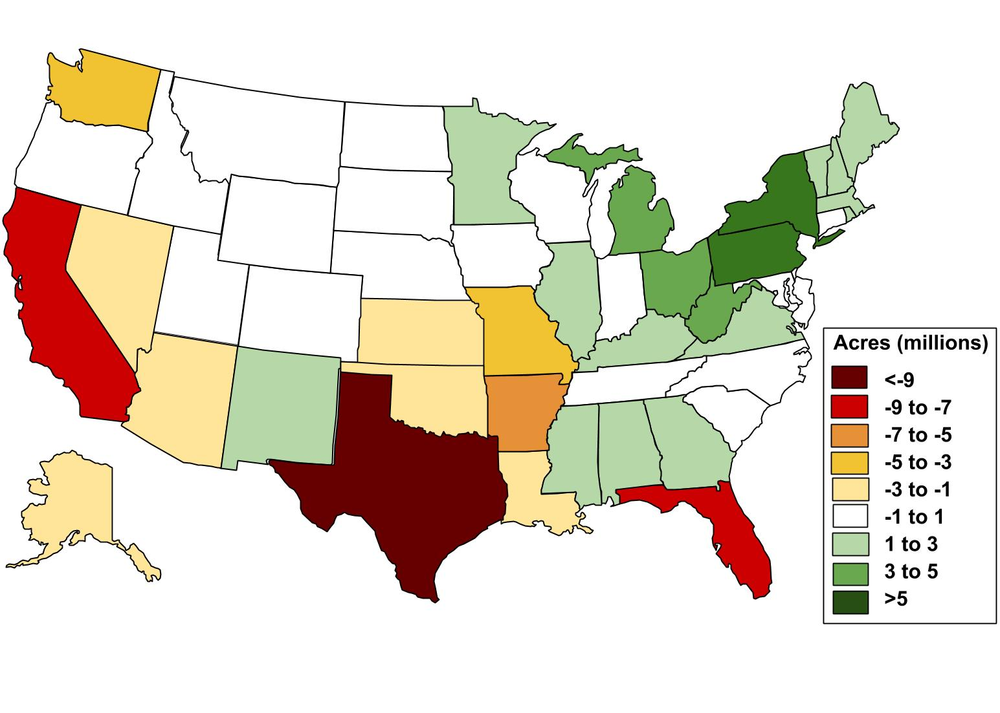 Acres (millions)
<-9
-9 to -7
-7 to -5
-5 to -3
-3 to -1
-1 to 1
1 to 3
3 to 5
>5